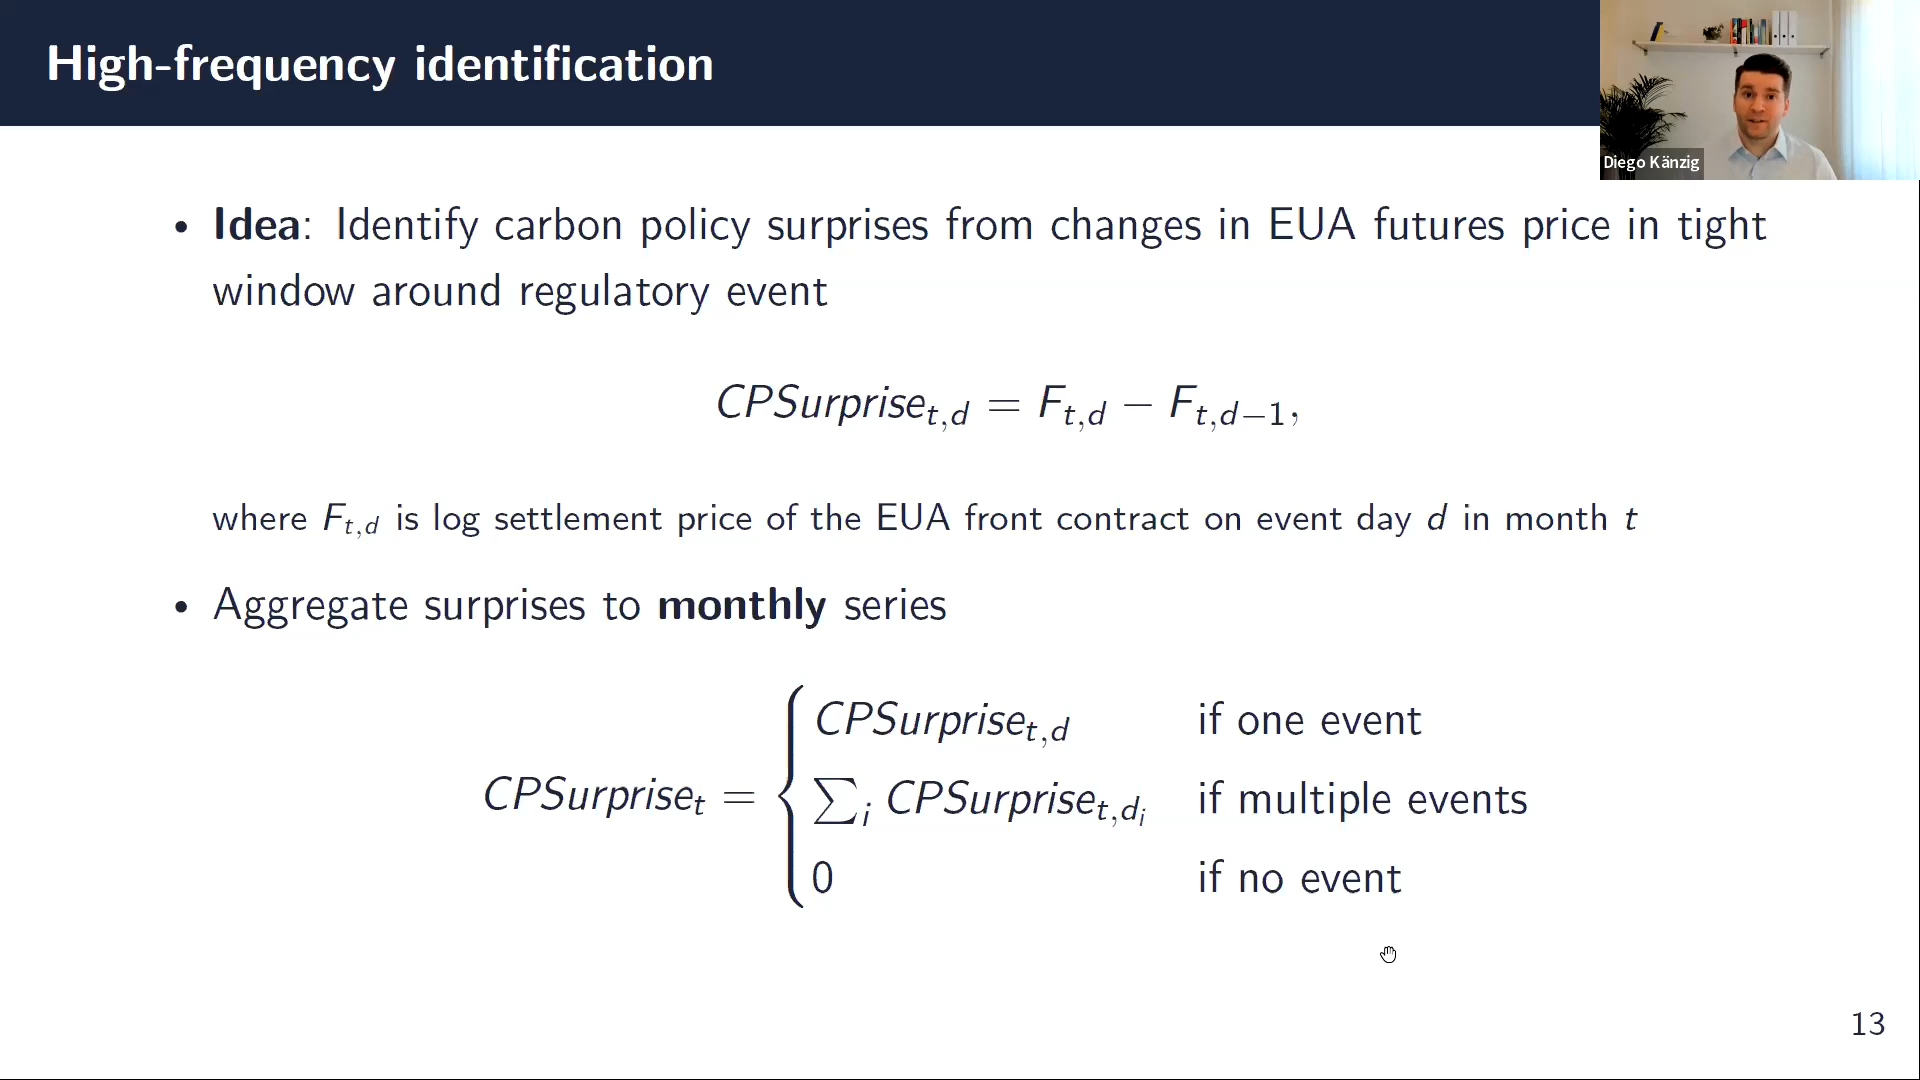 High-frequency identification
Diego Känzig
• Idea: Identify carbon policy surprises from changes in EUA futures price in tight
window around regulatory event
CPSurprise_{t,d} = F_{t,d} − F_{t,d−1},
where F_{t,d} is log settlement price of the EUA front contract on event day d in month t
• Aggregate surprises to monthly series
CPSurprise_t = {
CPSurprise_{t,d} if one event
∑_i CPSurprise_{t,d_i} if multiple events
0 if no event
13